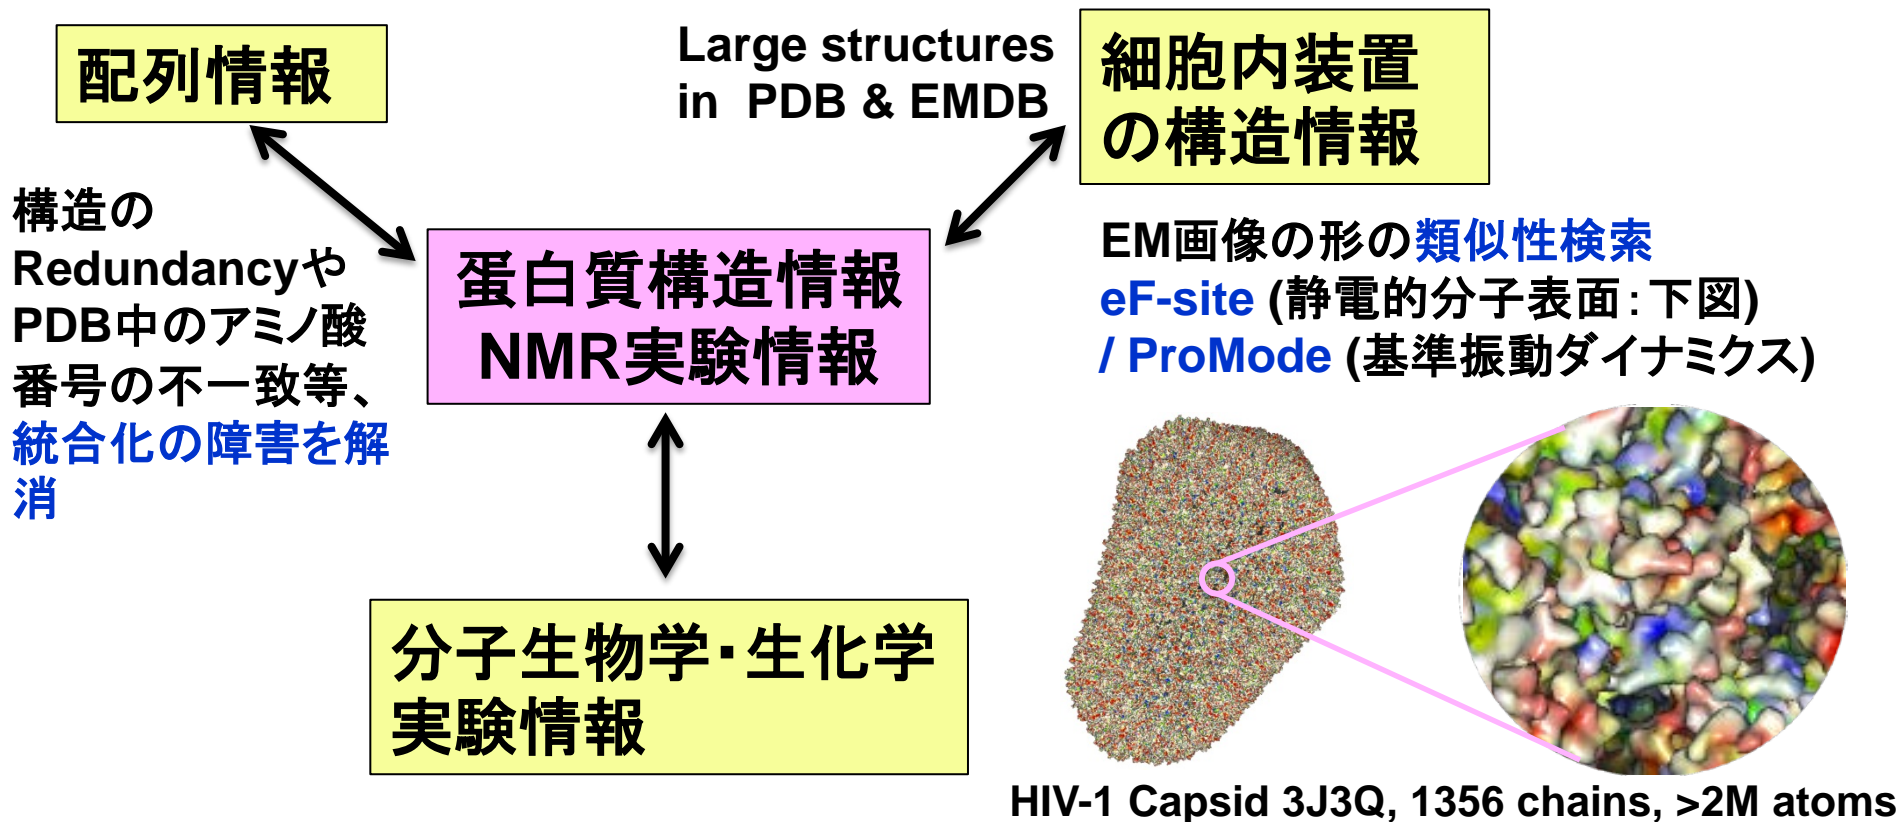 配列情報
Large structures
in PDB & EMDB
細胞内装置
の構造情報
構造の
Redundancyや
PDB中のアミノ酸
番号の不一致等、
統合化の障害を解
消
蛋白質構造情報
NMR実験情報
EM画像の形の類似性検索
eF-site (静電的分子表面：下図)
/ ProMode (基準振動ダイナミクス)
分子生物学・生化学
実験情報
HIV-1 Capsid 3J3Q, 1356 chains, >2M atoms